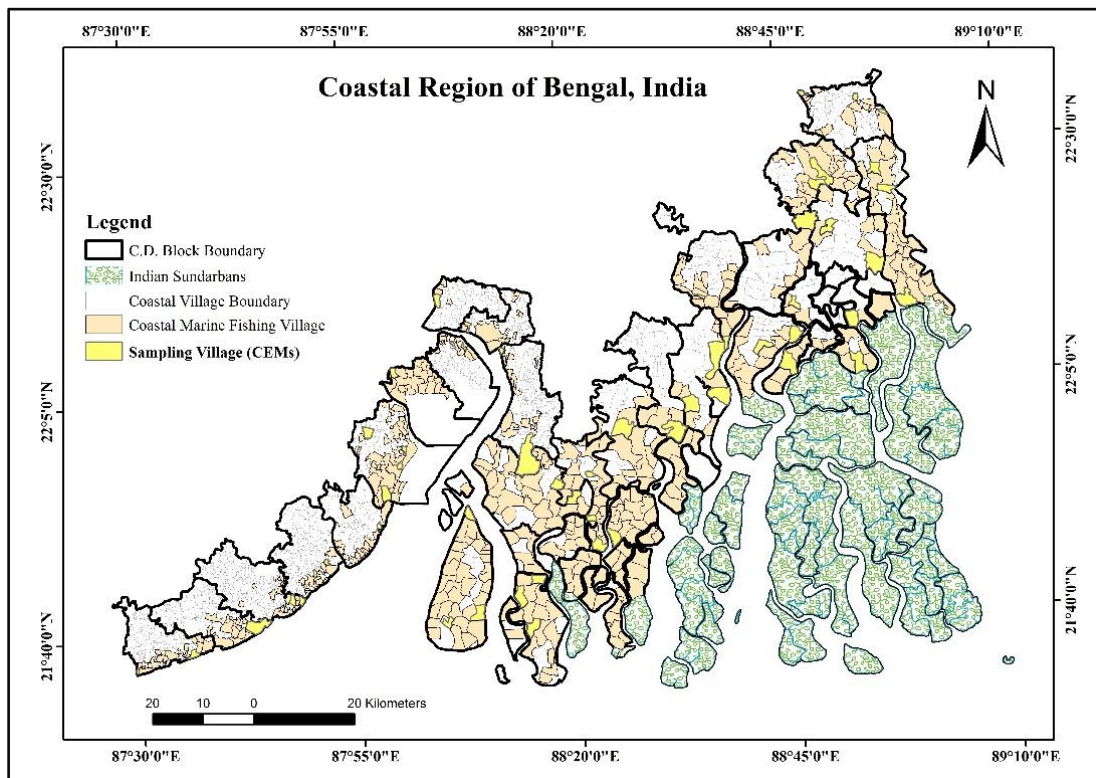 87°30'0"E 87°55'0"E 88°20'0"E 88°45'0"E 89°10'0"E
Coastal Region of Bengal, India
N
22°30'0"N
22°30'0"N
Legend
C.D. Block Boundary
Indian Sundarbans
Coastal Village Boundary
Coastal Marine Fishing Village
Sampling Village (CEMs)
22°5'0"N
22°5'0"N
21°40'0"N
21°40'0"N
20 10 0 20 Kilometers
87°30'0"E 87°55'0"E 88°20'0"E 88°45'0"E 89°10'0"E